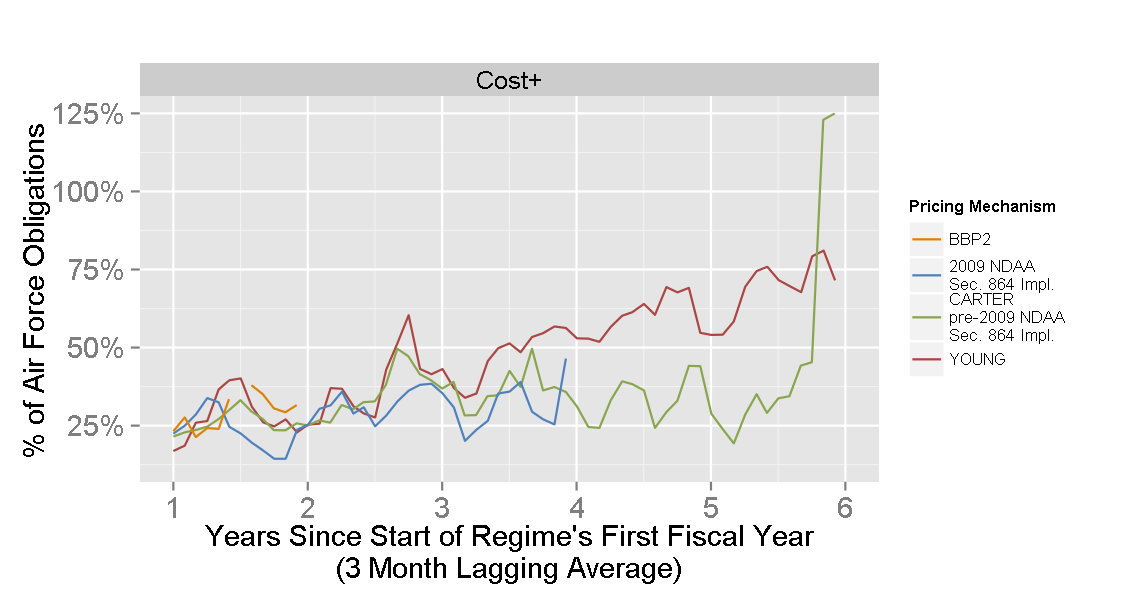 Cost+
% of Air Force Obligations
125%
100%
75%
50%
25%
1 2 3 4 5 6
Years Since Start of Regime's First Fiscal Year
(3 Month Lagging Average)
Pricing Mechanism
BBP2
2009 NDAA
Sec. 864 Impl.
CARTER
pre-2009 NDAA
Sec. 864 Impl.
YOUNG